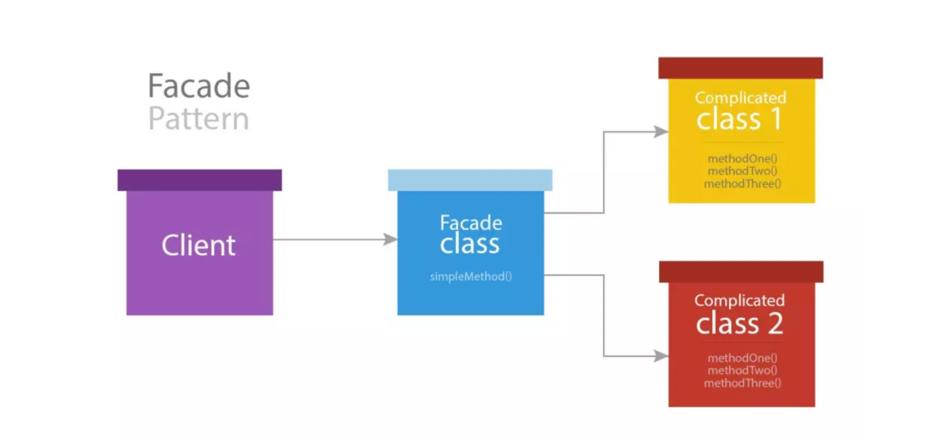 Facade
Pattern
Client
Facade
class
simpleMethod()
Complicated
class 1
methodOne()
methodTwo()
methodThree()
Complicated
class 2
methodOne()
methodTwo()
methodThree()